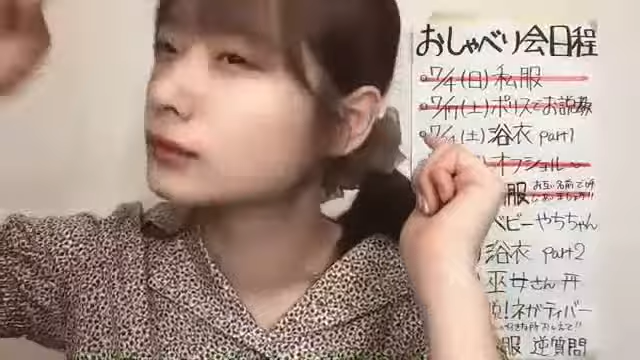 おしゃべり会日程
7/4(日)私服
7/17(土)ポリスでお説教
(土)浴衣 part1
オフショル〜
服 お互い名前で呼
ベビー やちちゃん
浴衣 part2
巫女さん
!ネガティバー
服 逆質問